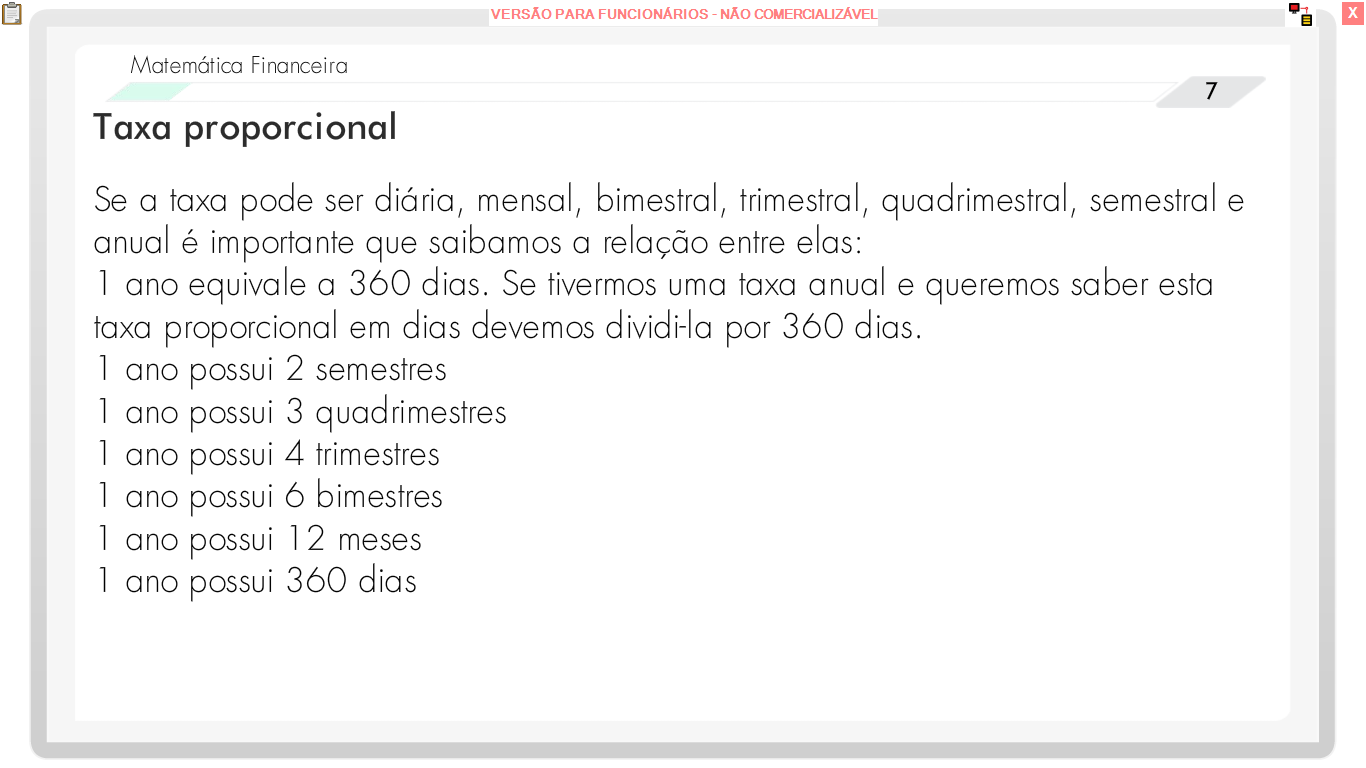 VERSÃO PARA FUNCIONÁRIOS - NÃO COMERCIALIZÁVEL
X
Matemática Financeira
7
Taxa proporcional
Se a taxa pode ser diária, mensal, bimestral, trimestral, quadrimestral, semestral e
anual é importante que saibamos a relação entre elas:
1 ano equivale a 360 dias. Se tivermos uma taxa anual e queremos saber esta
taxa proporcional em dias devemos dividi-la por 360 dias.
1 ano possui 2 semestres
1 ano possui 3 quadrimestres
1 ano possui 4 trimestres
1 ano possui 6 bimestres
1 ano possui 12 meses
1 ano possui 360 dias